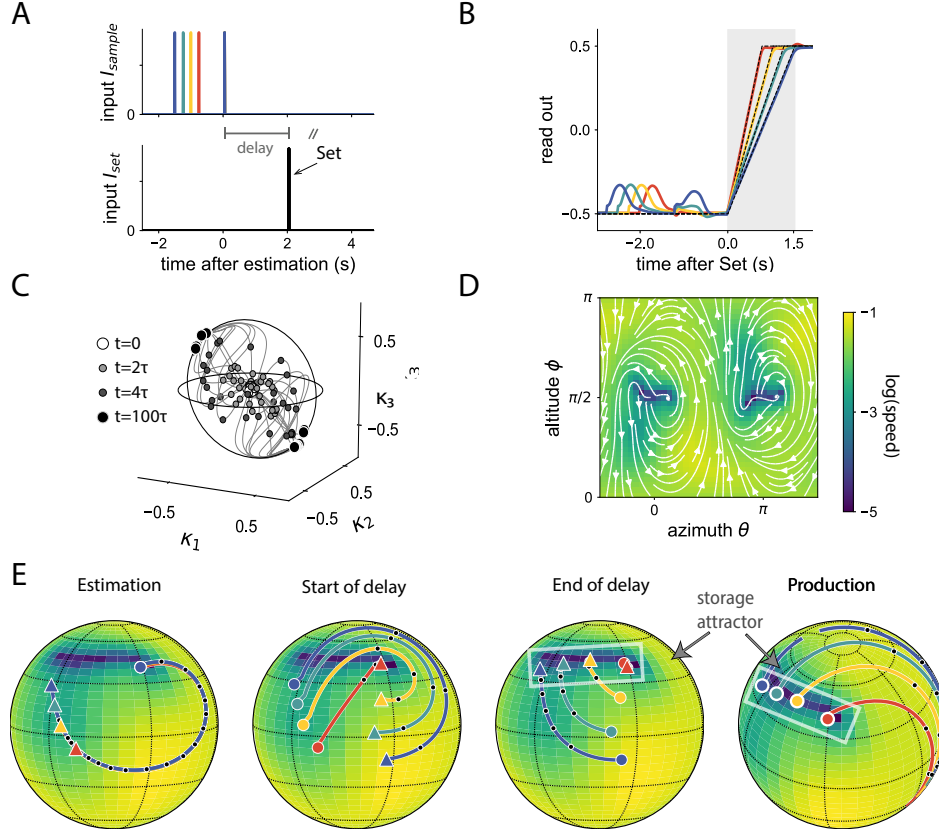 A
input I_sample
0
delay
//
input I_set
Set
0
−2
0
2
4
time after estimation (s)
B
read out
0.5
0.0
−0.5
−2.0
0.0
1.5
time after Set (s)
C
t=0
t=2τ
t=4τ
t=100τ
0.5
κ3
−0.5
−0.5
0.5
κ1
−0.5
0.5
κ2
D
altitude ϕ
π
π/2
0
0
π
azimuth θ
−1
−3
−5
log(speed)
E
Estimation
Start of delay
End of delay
Production
storage
attractor